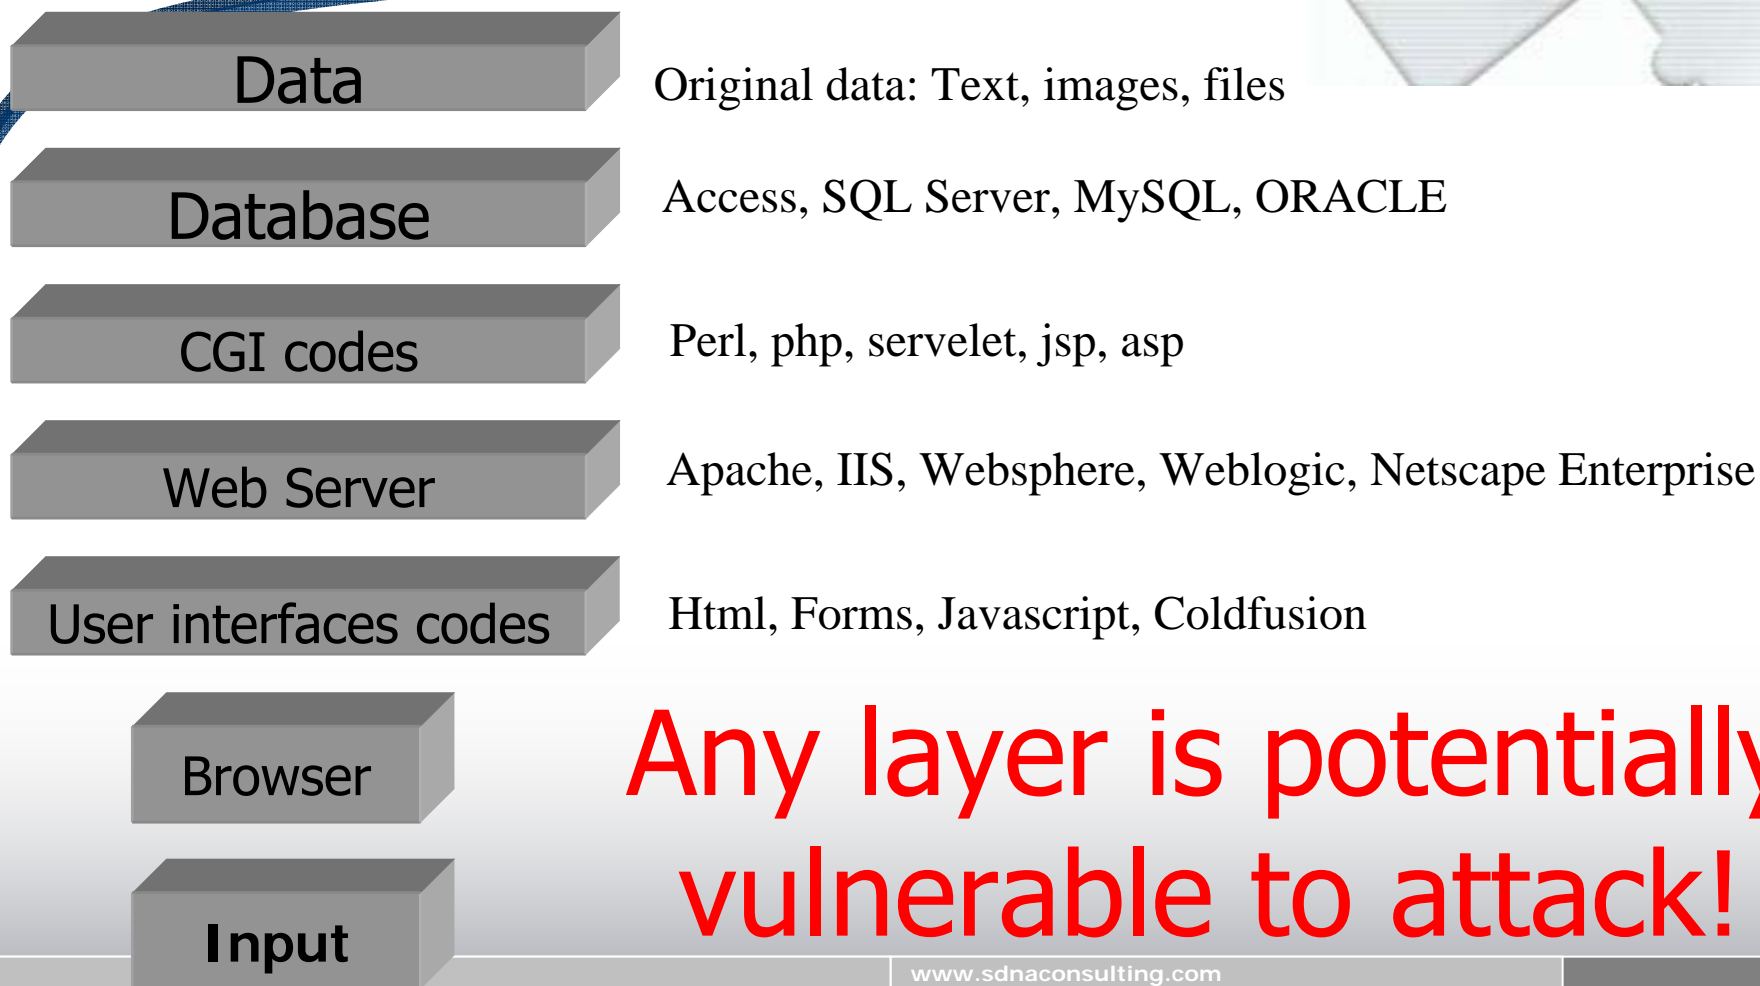 Data
Original data: Text, images, files
Database
Access, SQL Server, MySQL, ORACLE
CGI codes
Perl, php, servelet, jsp, asp
Web Server
Apache, IIS, Websphere, Weblogic, Netscape Enterprise
User interfaces codes
Html, Forms, Javascript, Coldfusion
Browser
Any layer is potentially
vulnerable to attack!
Input
www.sdnaconsulting.com